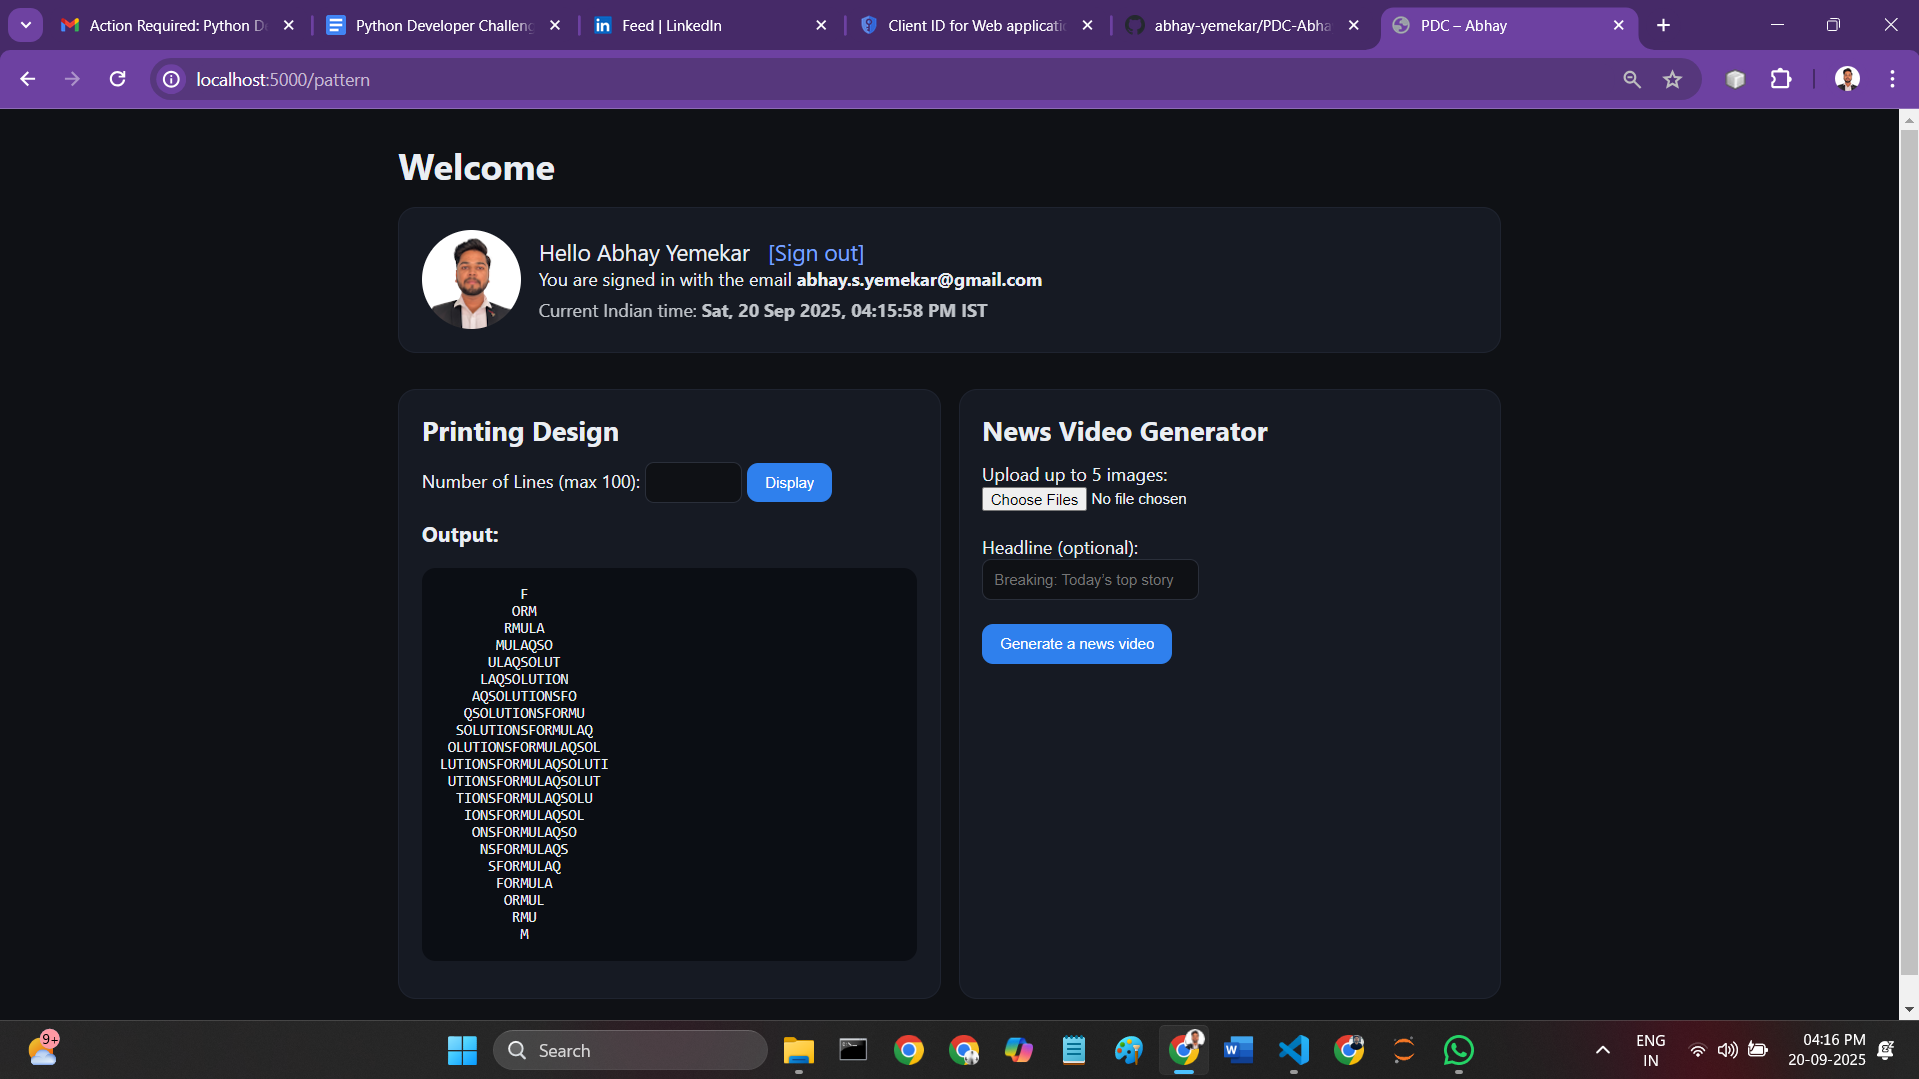 Action Required: Python De
Python Developer Challeng
Feed | LinkedIn
Client ID for Web applicatio
abhay-yemekar/PDC-Abha
PDC – Abhay
localhost:5000/pattern
Welcome
Hello Abhay Yemekar [Sign out]
You are signed in with the email abhay.s.yemekar@gmail.com
Current Indian time: Sat, 20 Sep 2025, 04:15:58 PM IST
Printing Design
Number of Lines (max 100): Display
Output:
F
ORM
RMULA
MULAQSO
ULAQSOLUT
LAQSOLUTION
AQSOLUTIONSFO
QSOLUTIONSFORMU
SOLUTIONSFORMULAQ
OLUTIONSFORMULAQSOL
LUTIONSFORMULAQSOLUTI
UTIONSFORMULAQSOLUT
TIONSFORMULAQSOLU
IONSFORMULAQSOL
ONSFORMULAQSO
NSFORMULAQS
SFORMULAQ
FORMULA
ORMUL
RMU
M
News Video Generator
Upload up to 5 images:
Choose Files No file chosen
Headline (optional):
Breaking: Today's top story
Generate a news video
9+
Search
ENG
IN
04:16 PM
20-09-2025